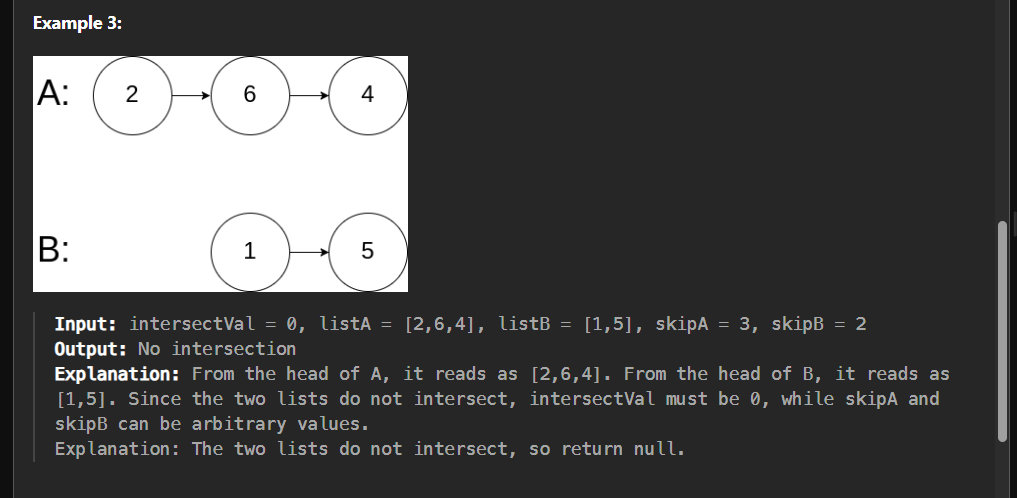 Example 3:
A: 2 6 4
B: 1 5
Input: intersectVal = 0, listA = [2,6,4], listB = [1,5], skipA = 3, skipB = 2
Output: No intersection
Explanation: From the head of A, it reads as [2,6,4]. From the head of B, it reads as
[1,5]. Since the two lists do not intersect, intersectVal must be 0, while skipA and
skipB can be arbitrary values.
Explanation: The two lists do not intersect, so return null.